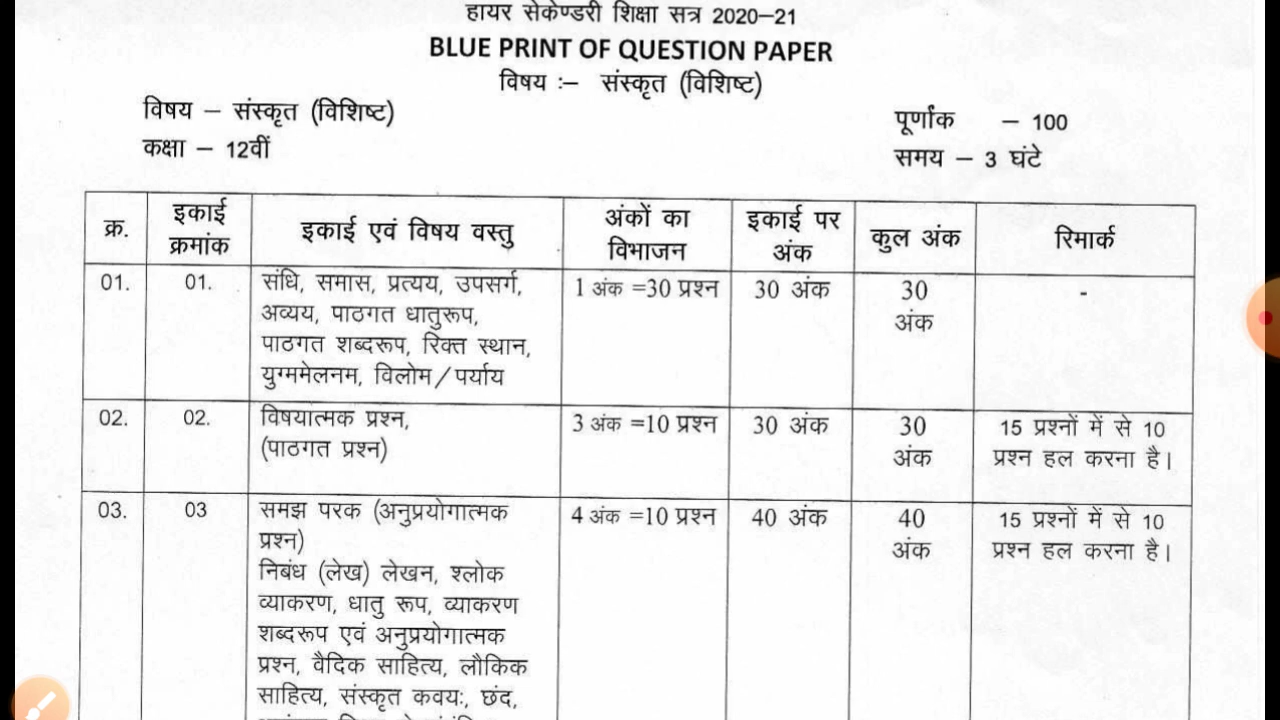 हायर सेकेण्डरी शिक्षा सत्र 2020–21
BLUE PRINT OF QUESTION PAPER
विषय :– संस्कृत (विशिष्ट)
विषय – संस्कृत (विशिष्ट)
पूर्णांक – 100
कक्षा – 12वीं
समय – 3 घंटे
क्र.
इकाई
क्रमांक
इकाई एवं विषय वस्तु
अंकों का
विभाजन
इकाई पर
अंक
कुल अंक
रिमार्क
01.
01.
संधि, समास, प्रत्यय, उपसर्ग,
अव्यय, पाठगत धातुरूप,
पाठगत शब्दरूप, रिक्त स्थान,
युग्ममेलनम, विलोम/पर्याय
1 अंक =30 प्रश्न
30 अंक
30
अंक
-
02.
02.
विषयात्मक प्रश्न,
(पाठगत प्रश्न)
3 अंक =10 प्रश्न
30 अंक
30
अंक
15 प्रश्नों में से 10
प्रश्न हल करना है।
03.
03
समझ परक (अनुप्रयोगात्मक
प्रश्न)
निबंध (लेख) लेखन, श्लोक
व्याकरण, धातु रूप, व्याकरण
शब्दरूप एवं अनुप्रयोगात्मक
प्रश्न, वैदिक साहित्य, लौकिक
साहित्य, संस्कृत कवयः, छंद,
4 अंक =10 प्रश्न
40 अंक
40
अंक
15 प्रश्नों में से 10
प्रश्न हल करना है।